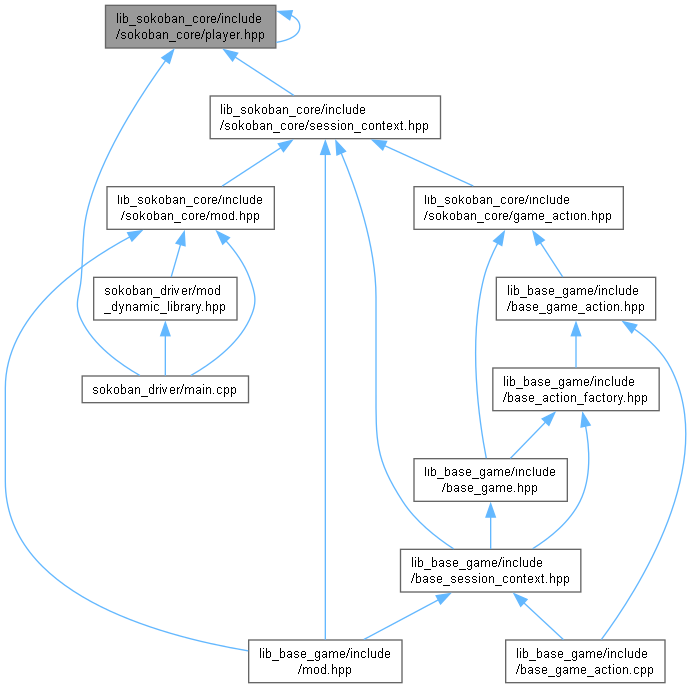 lib_sokoban_core/include
/sokoban_core/player.hpp
lib_sokoban_core/include
/sokoban_core/session_context.hpp
lib_sokoban_core/include
/sokoban_core/mod.hpp
lib_sokoban_core/include
/sokoban_core/game_action.hpp
sokoban_driver/mod
_dynamic_library.hpp
lib_base_game/include
/base_game_action.hpp
sokoban_driver/main.cpp
lib_base_game/include
/base_action_factory.hpp
lib_base_game/include
/base_game.hpp
lib_base_game/include
/base_session_context.hpp
lib_base_game/include
/mod.hpp
lib_base_game/include
/base_game_action.cpp